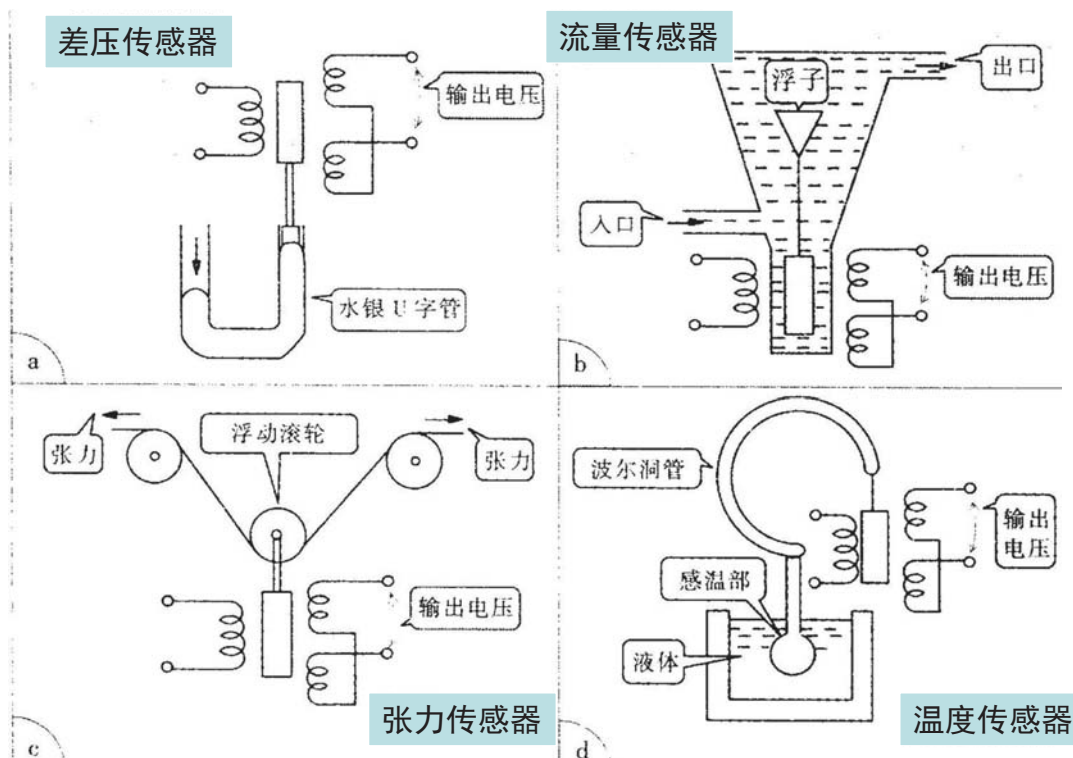 差压传感器
输出电压
水银U字管
a
流量传感器
出口
浮子
入口
输出电压
b
张力
浮动滚轮
张力
输出电压
张力传感器
c
波尔洞管
输出
电压
感温部
液体
温度传感器
d